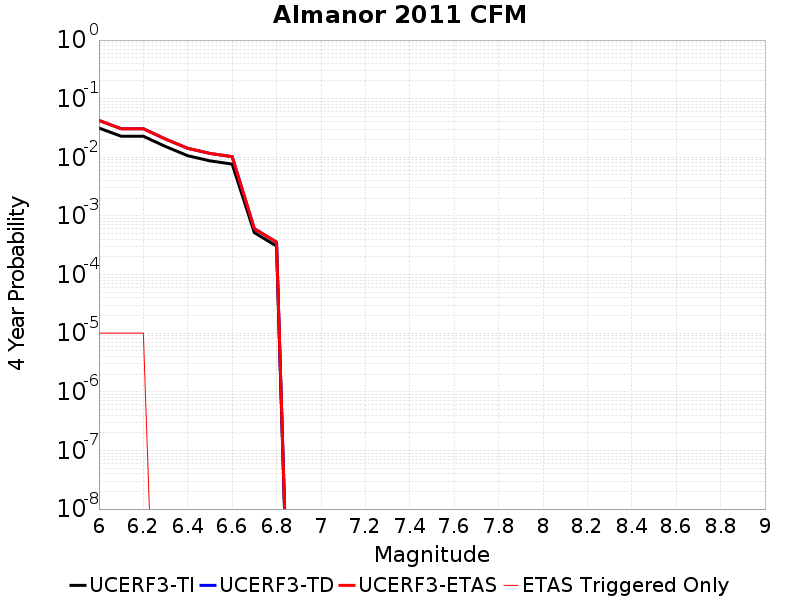 Almanor 2011 CFM
4 Year Probability
10^0
10^-1
10^-2
10^-3
10^-4
10^-5
10^-6
10^-7
10^-8
6 6.2 6.4 6.6 6.8 7 7.2 7.4 7.6 7.8 8 8.2 8.4 8.6 8.8 9
Magnitude
UCERF3-TI UCERF3-TD UCERF3-ETAS ETAS Triggered Only